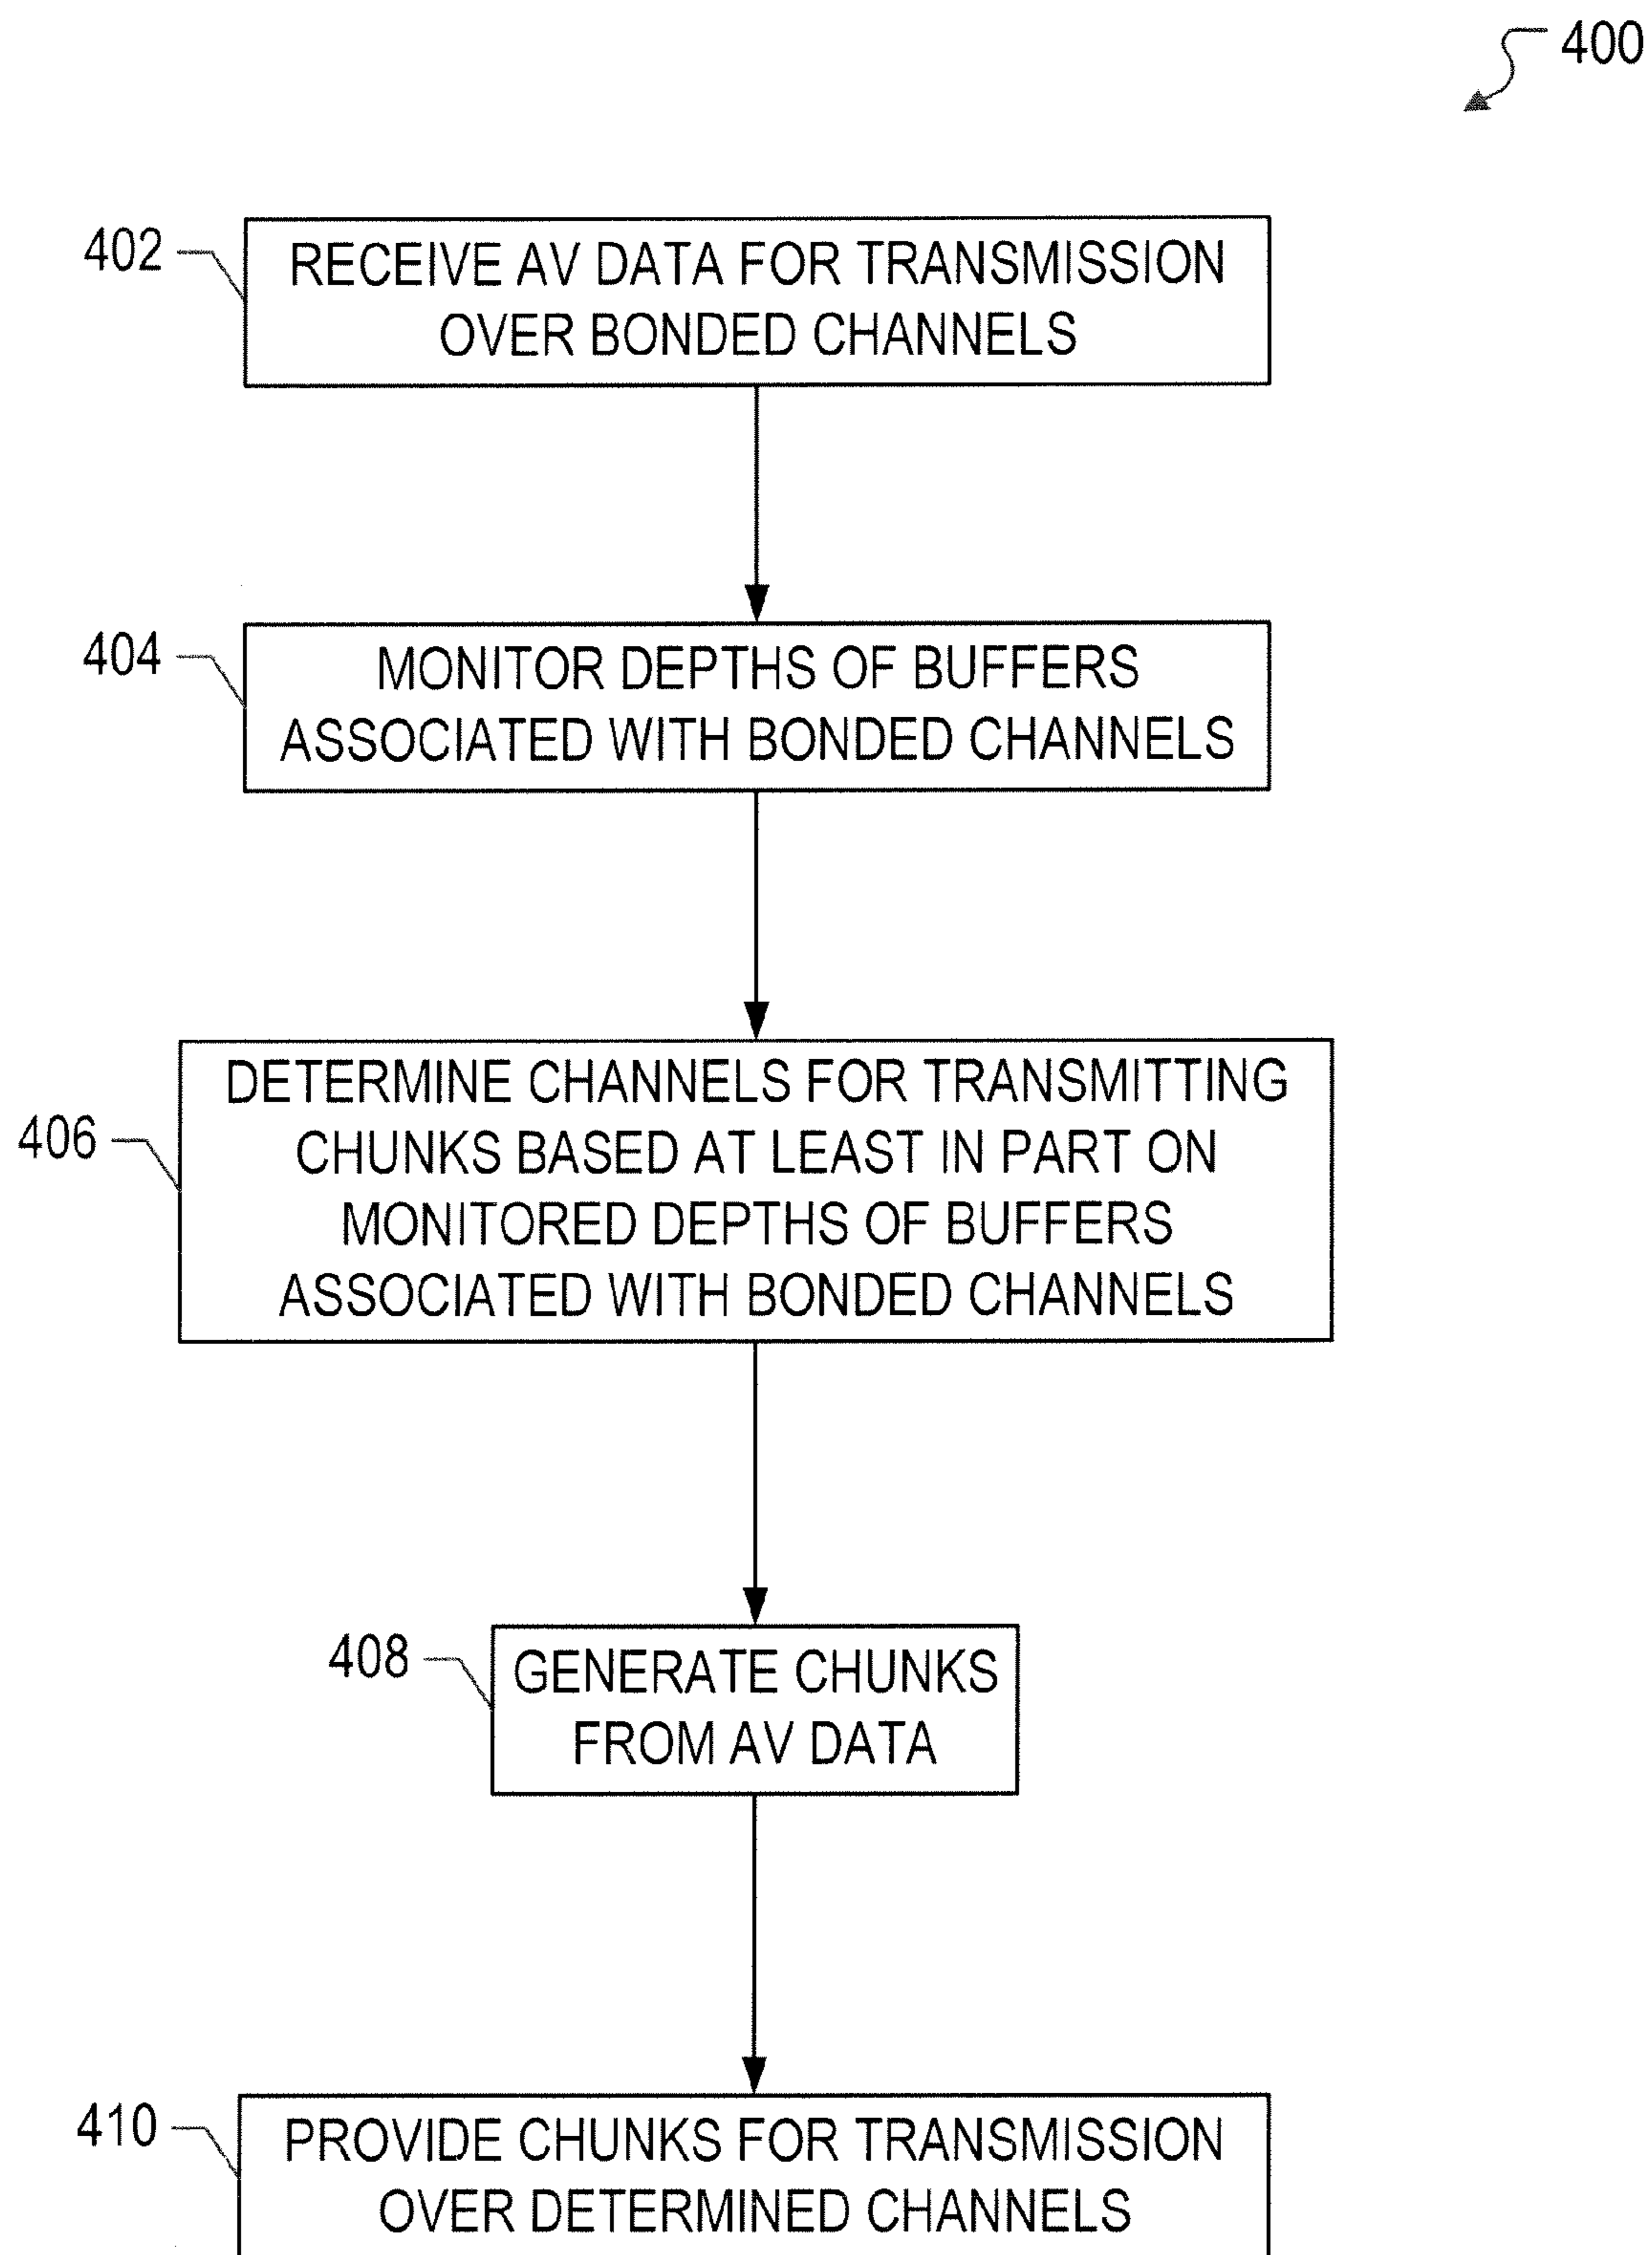 400
402
RECEIVE AV DATA FOR TRANSMISSION
OVER BONDED CHANNELS
404
MONITOR DEPTHS OF BUFFERS
ASSOCIATED WITH BONDED CHANNELS
406
DETERMINE CHANNELS FOR TRANSMITTING
CHUNKS BASED AT LEAST IN PART ON
MONITORED DEPTHS OF BUFFERS
ASSOCIATED WITH BONDED CHANNELS
408
GENERATE CHUNKS
FROM AV DATA
410
PROVIDE CHUNKS FOR TRANSMISSION
OVER DETERMINED CHANNELS